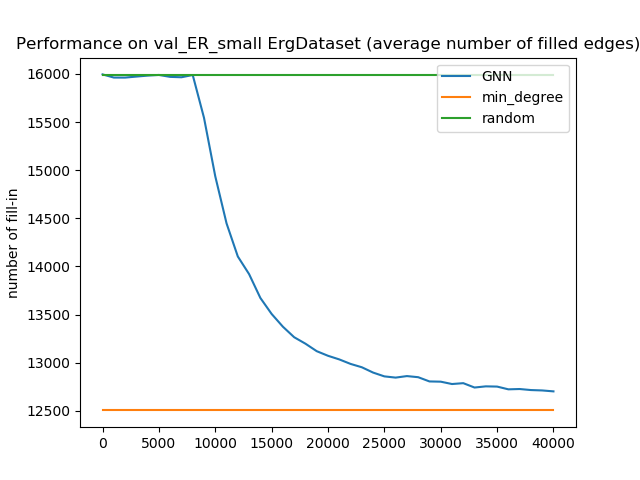 Performance on val_ER_small ErgDataset (average number of filled edges)
number of fill-in
16000
15500
15000
14500
14000
13500
13000
12500
0 5000 10000 15000 20000 25000 30000 35000 40000
GNN
min_degree
random